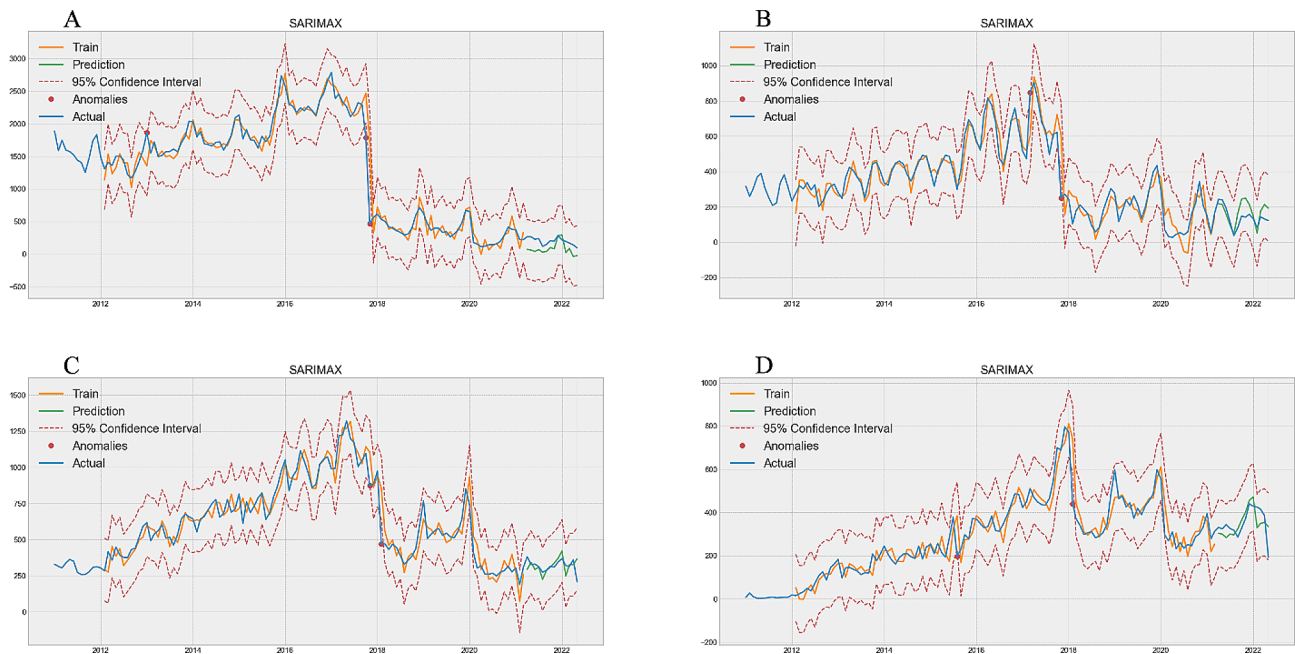 A
SARIMAX
Train
Prediction
95% Confidence Interval
Anomalies
Actual
3000
2500
2000
1500
1000
500
0
−500
2012
2014
2016
2018
2020
2022
B
SARIMAX
Train
Prediction
95% Confidence Interval
Anomalies
Actual
1000
800
600
400
200
0
−200
2012
2014
2016
2018
2020
2022
C
SARIMAX
Train
Prediction
95% Confidence Interval
Anomalies
Actual
1500
1250
1000
750
500
250
0
2012
2014
2016
2018
2020
2022
D
SARIMAX
Train
Prediction
95% Confidence Interval
Anomalies
Actual
1000
800
600
400
200
0
−200
2012
2014
2016
2018
2020
2022